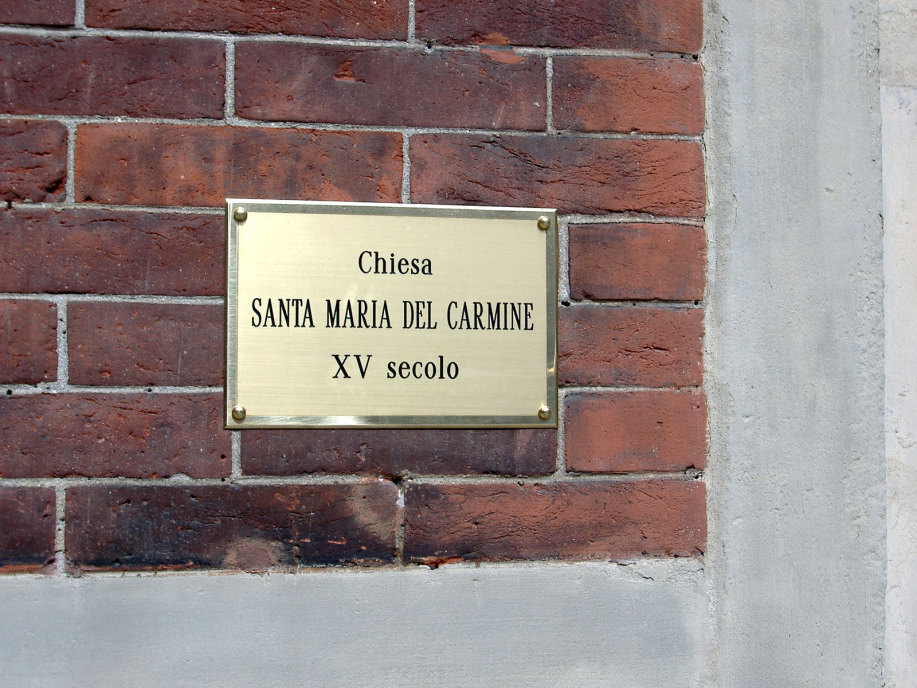 Chiesa
SANTA MARIA DEL CARMINE
XV secolo